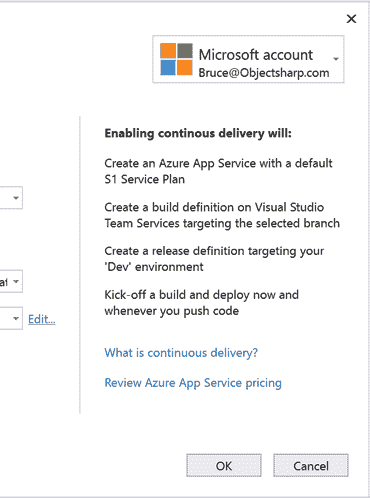 Microsoft account
Bruce@Objectsharp.com
Enabling continous delivery will:
Create an Azure App Service with a default
S1 Service Plan
Create a build definition on Visual Studio
Team Services targeting the selected branch
Create a release definition targeting your
'Dev' environment
Kick-off a build and deploy now and
whenever you push code
Edit...
What is continuous delivery?
Review Azure App Service pricing
OK
Cancel